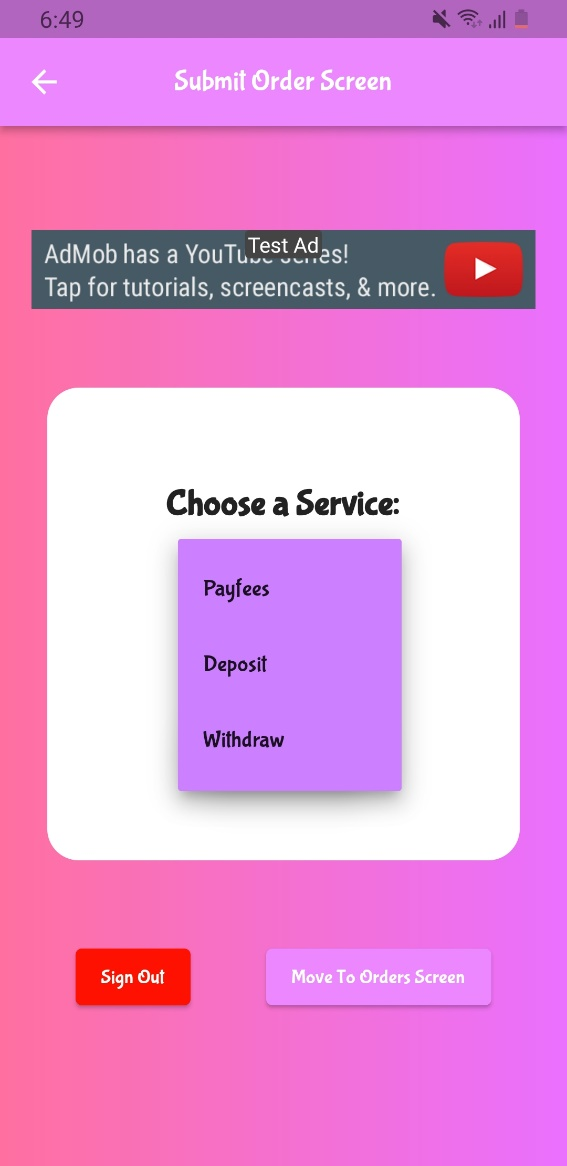 6:49
Submit Order Screen
Test Ad
AdMob has a YouTube series!
Tap for tutorials, screencasts, & more.
Choose a Service:
Payfees
Deposit
Withdraw
Sign Out
Move To Orders Screen